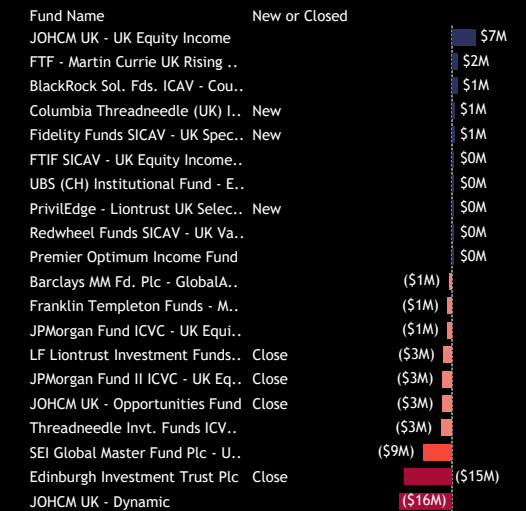 Fund Name New or Closed
JOHCM UK - UK Equity Income $7M
FTF - Martin Currie UK Rising .. $2M
BlackRock Sol. Fds. ICAV - Cou.. $1M
Columbia Threadneedle (UK) I.. New $1M
Fidelity Funds SICAV - UK Spec.. New $1M
FTIF SICAV - UK Equity Income.. $0M
UBS (CH) Institutional Fund - E.. $0M
PrivilEdge - Liontrust UK Selec.. New $0M
Redwheel Funds SICAV - UK Va.. $0M
Premier Optimum Income Fund $0M
Barclays MM Fd. Plc - GlobalA.. ($1M)
Franklin Templeton Funds - M.. ($1M)
JPMorgan Fund ICVC - UK Equi.. ($1M)
LF Liontrust Investment Funds.. Close ($3M)
JPMorgan Fund II ICVC - UK Eq.. Close ($3M)
JOHCM UK - Opportunities Fund Close ($3M)
Threadneedle Invt. Funds ICV.. ($3M)
SEI Global Master Fund Plc - U.. ($9M)
Edinburgh Investment Trust Plc Close ($15M)
JOHCM UK - Dynamic ($16M)